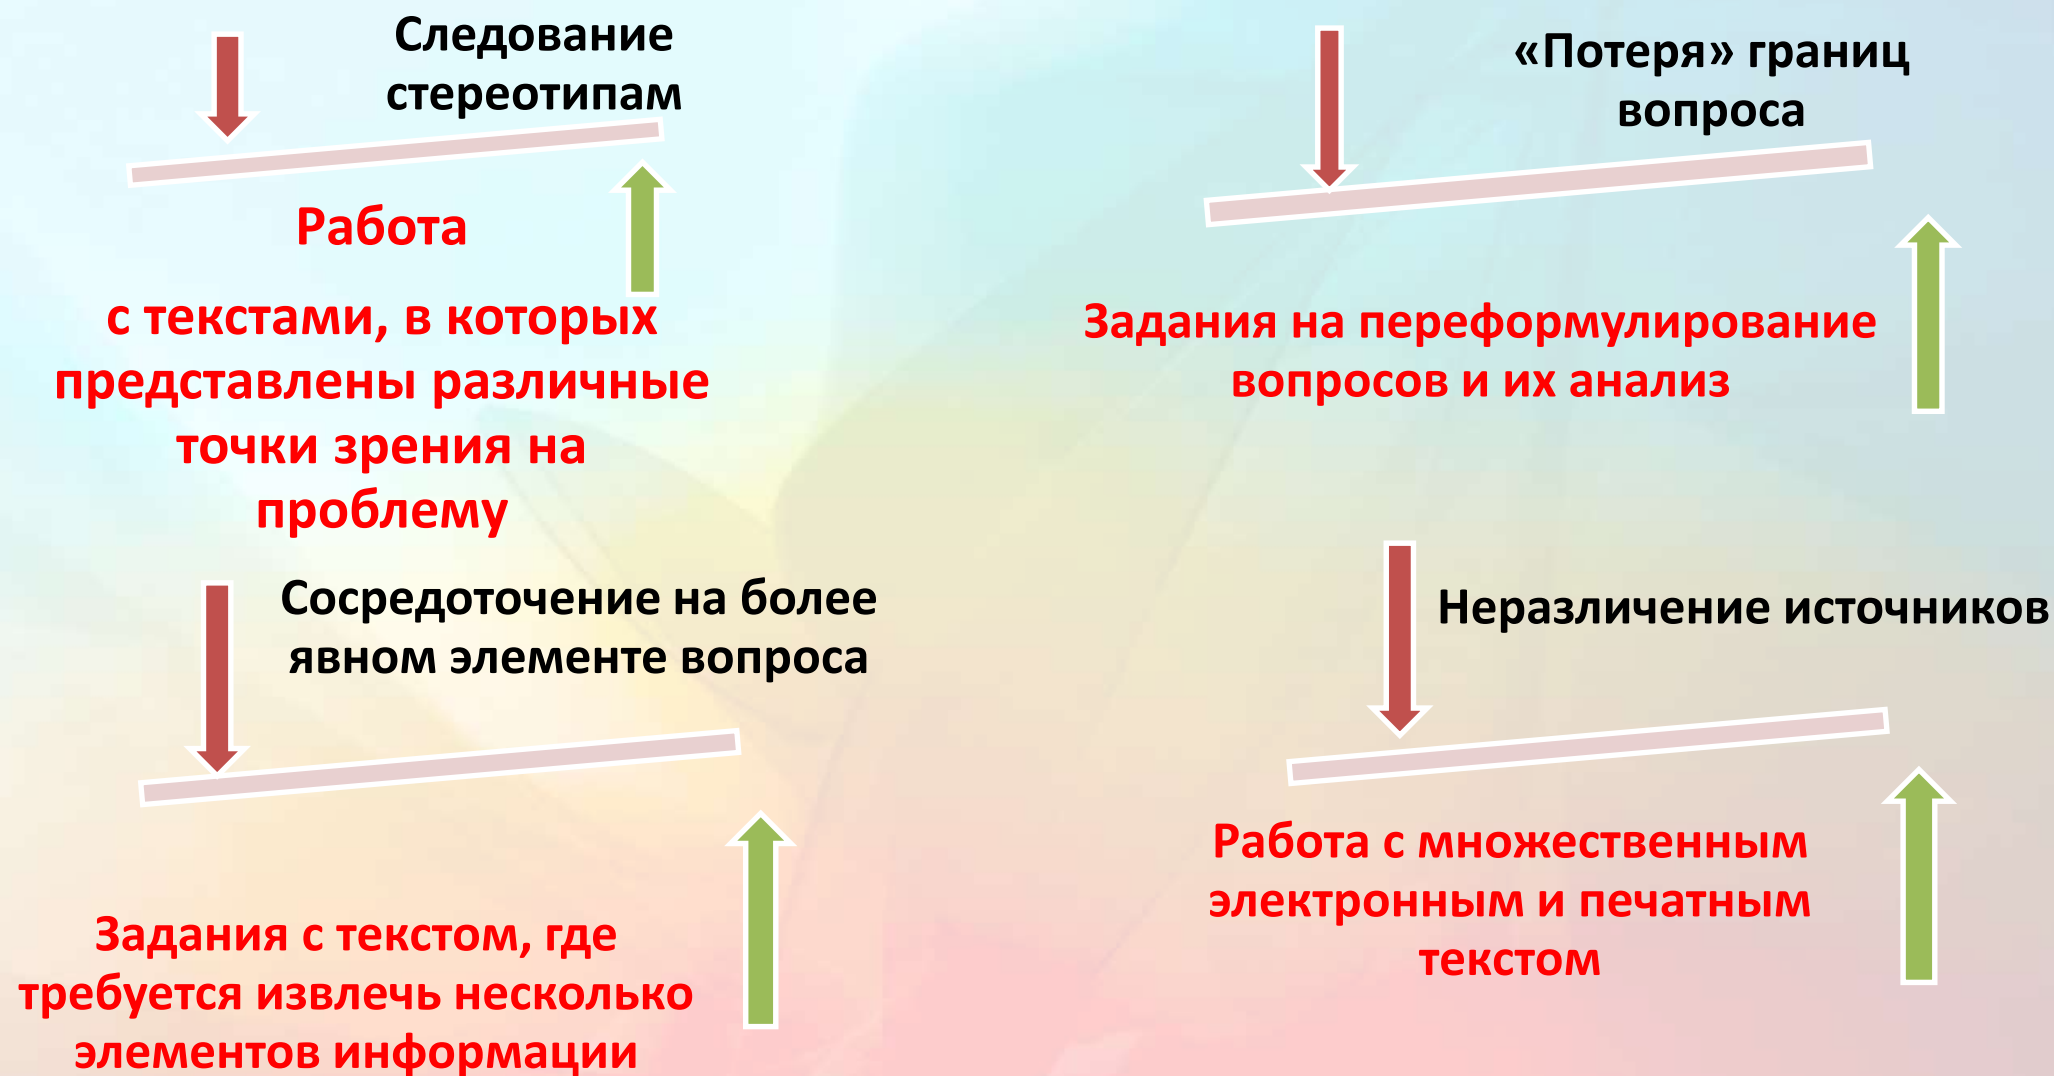 Следование
стереотипам
Работа
с текстами, в которых
представлены различные
точки зрения на
проблему
«Потеря» границ
вопроса
Задания на переформулирование
вопросов и их анализ
Сосредоточение на более
явном элементе вопроса
Задания с текстом, где
требуется извлечь несколько
элементов информации
Неразличение источников
Работа с множественным
электронным и печатным
текстом